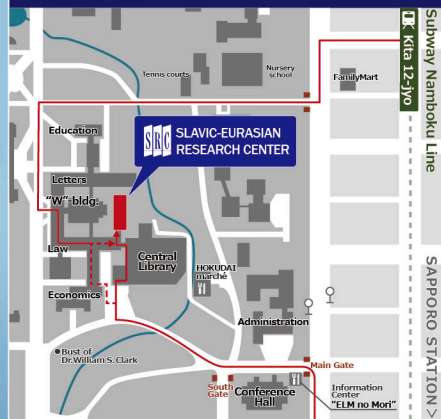 Subway Namboku Line
Kita 12-jyo
Nursery
school
Tennis courts
FamilyMart
Education
SRC
SLAVIC-EURASIAN
RESEARCH CENTER
Letters
"W" bldg.
Law
Central
Library
HOKUDAI
marché
Economics
SAPPORO STATION
Administration
Bust of
Dr.William S. Clark
Main Gate
South
Gate
Conference
Hall
Information
Center
"ELM no Mori"